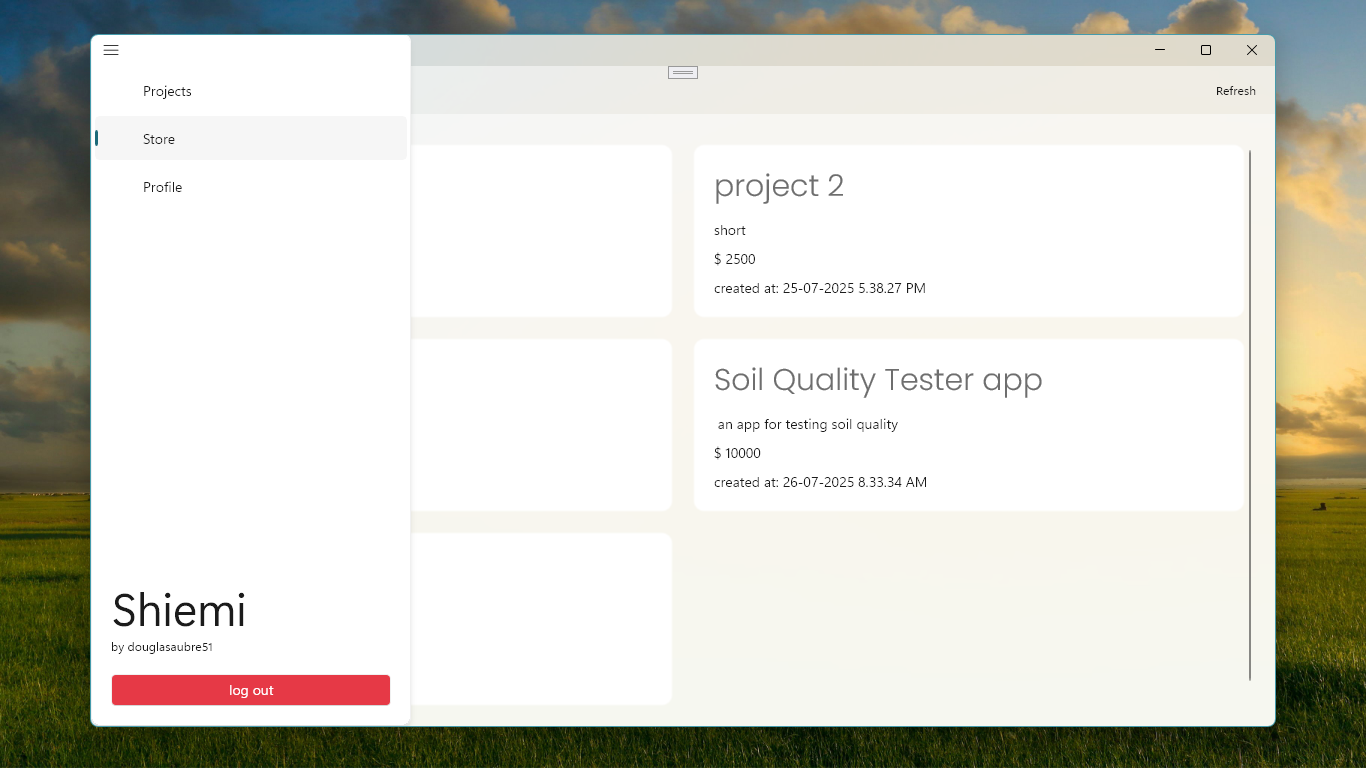 Projects
Store
Profile
Shiemi
by douglasaubre51
log out
Refresh
project 2
short
$ 2500
created at: 25-07-2025 5.38.27 PM
Soil Quality Tester app
an app for testing soil quality
$ 10000
created at: 26-07-2025 8.33.34 AM